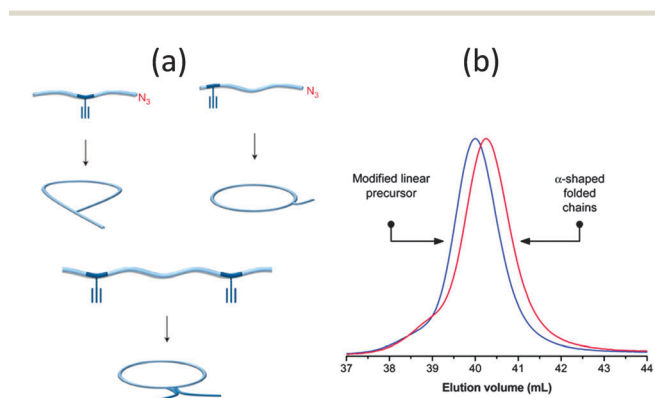 (a)
(b)
N3
N3
Modified linear
precursor
α-shaped
folded
chains
37 38 39 40 41 42 43 44
Elution volume (mL)